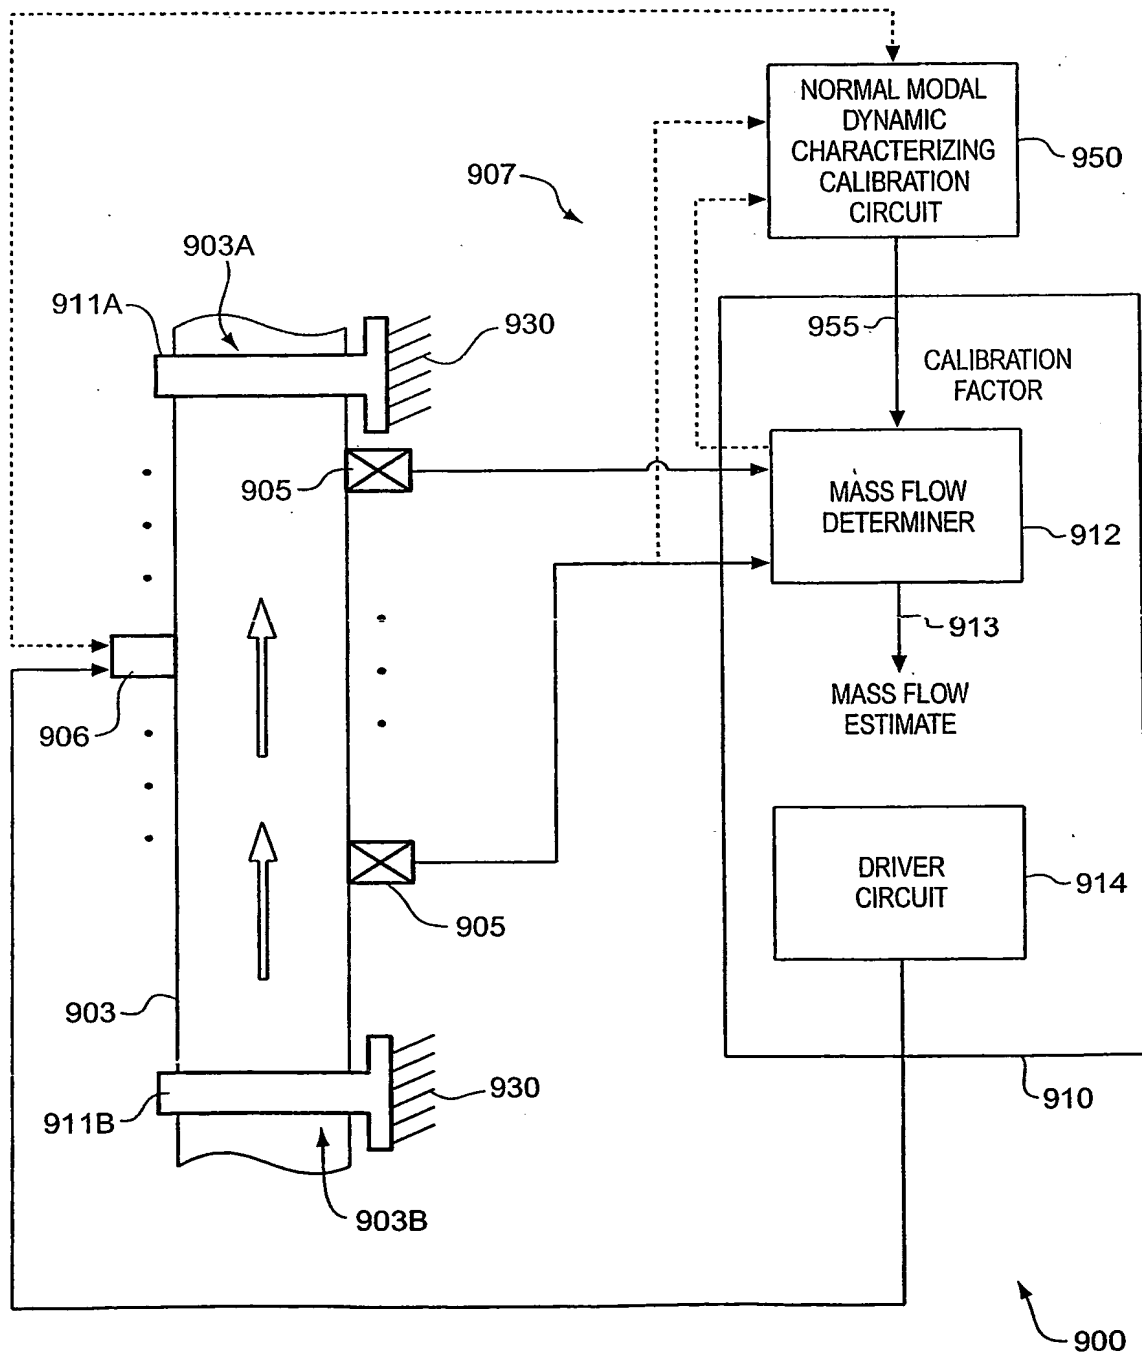 NORMAL MODAL
DYNAMIC
CHARACTERIZING
CALIBRATION
CIRCUIT
950
907
903A
911A
930
955
CALIBRATION
FACTOR
905
MASS FLOW
DETERMINER
912
913
MASS FLOW
ESTIMATE
906
DRIVER
CIRCUIT
914
905
903
930
911B
910
903B
900